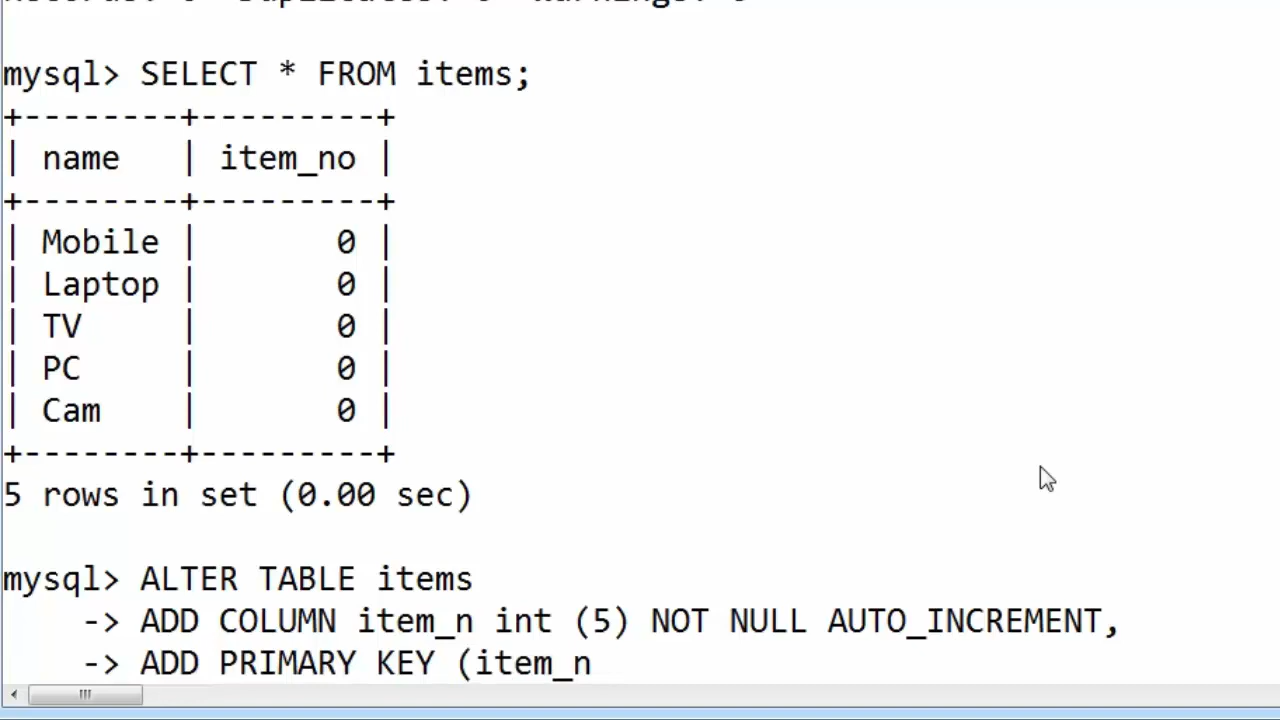 mysql> SELECT * FROM items;
+--------+---------+
| name   | item_no |
+--------+---------+
| Mobile |       0 |
| Laptop |       0 |
| TV     |       0 |
| PC     |       0 |
| Cam    |       0 |
+--------+---------+
5 rows in set (0.00 sec)
mysql> ALTER TABLE items
    -> ADD COLUMN item_n int (5) NOT NULL AUTO_INCREMENT,
    -> ADD PRIMARY KEY (item_n